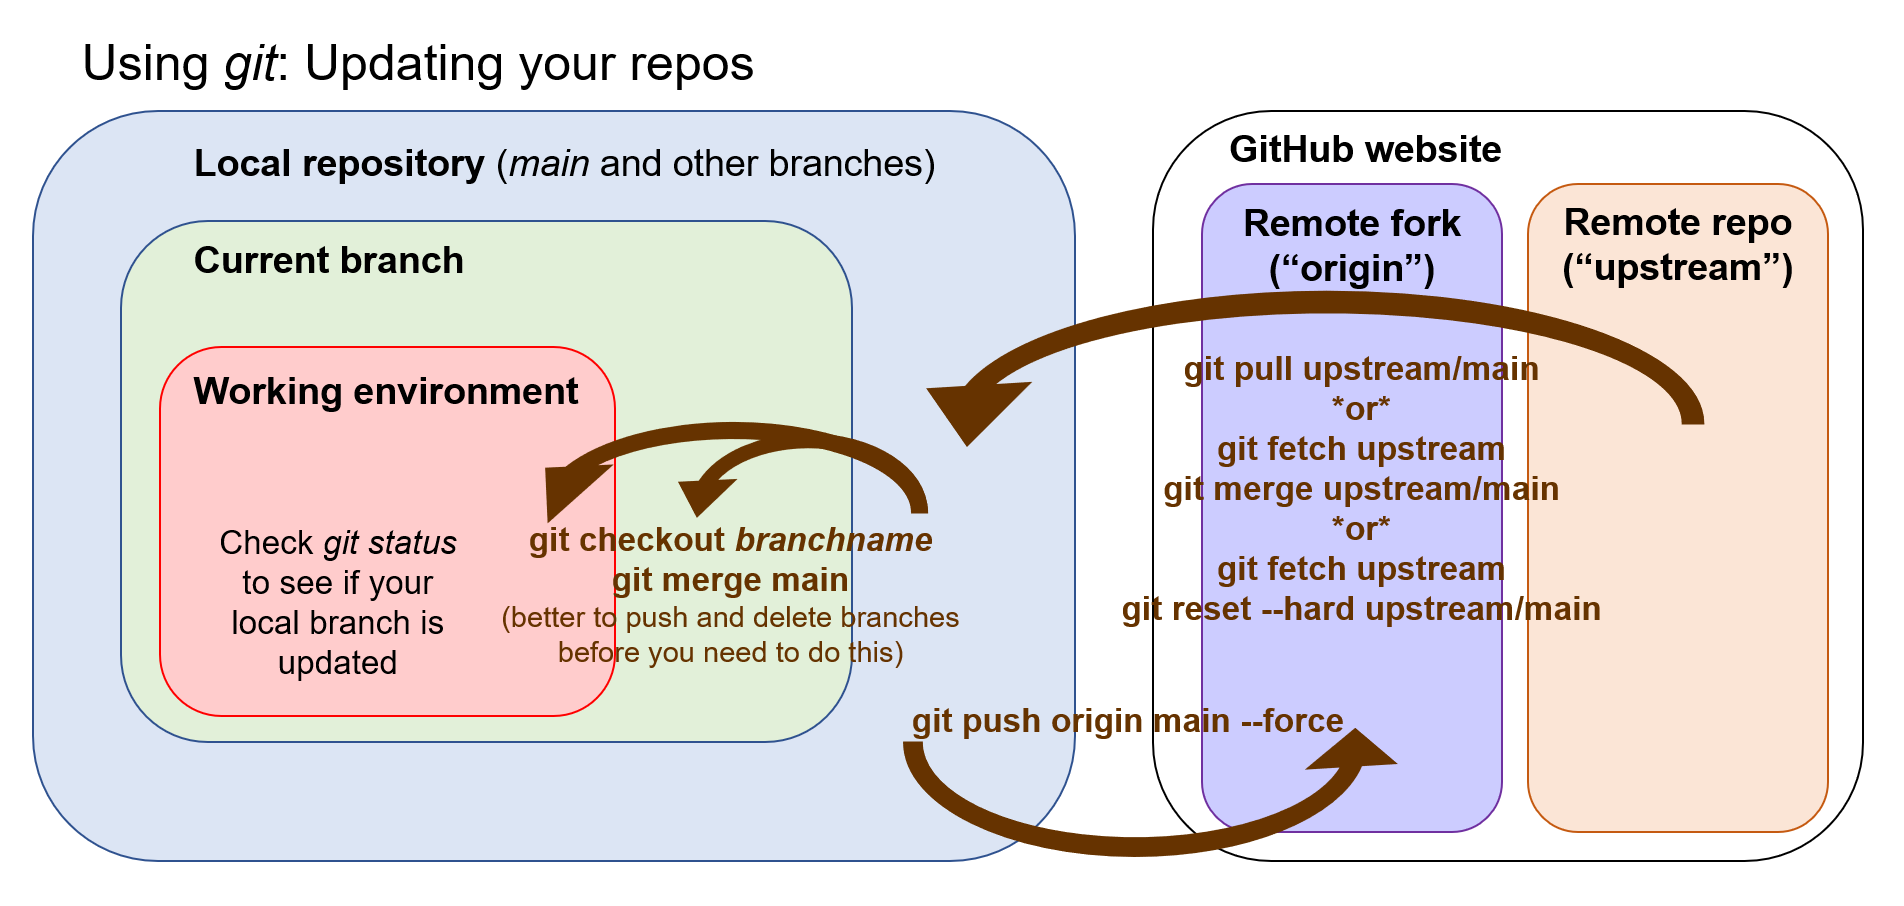 Using git: Updating your repos
Local repository (main and other branches)
Current branch
Working environment
Check git status
to see if your
local branch is
updated
git checkout branchname
git merge main
(better to push and delete branches
before you need to do this)
GitHub website
Remote fork
(“origin”)
Remote repo
(“upstream”)
git pull upstream/main
*or*
git fetch upstream
git merge upstream/main
*or*
git fetch upstream
git reset --hard upstream/main
git push origin main --force